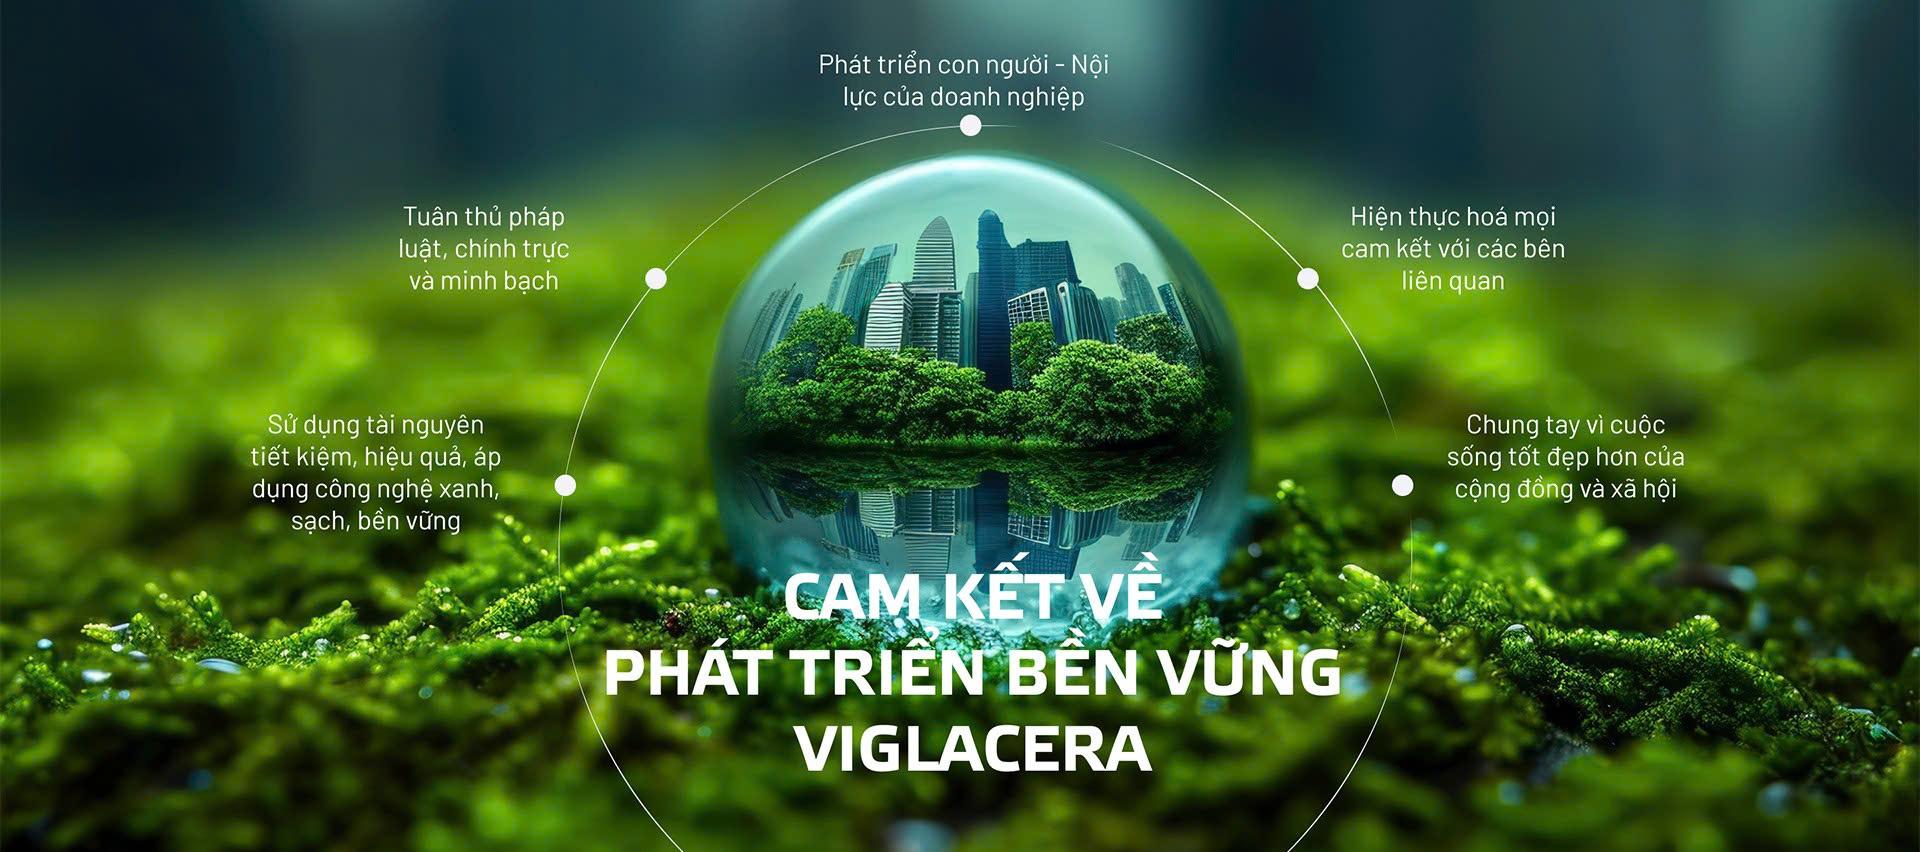 Phát triển con người - Nội
lực của doanh nghiệp
Tuân thủ pháp
luật, chính trực
và minh bạch
Hiện thực hoá mọi
cam kết với các bên
liên quan
Sử dụng tài nguyên
tiết kiệm, hiệu quả, áp
dụng công nghệ xanh,
sạch, bền vững
Chung tay vì cuộc
sống tốt đẹp hơn của
cộng đồng và xã hội
CAM KẾT VỀ
PHÁT TRIỂN BỀN VỮNG
VIGLACERA